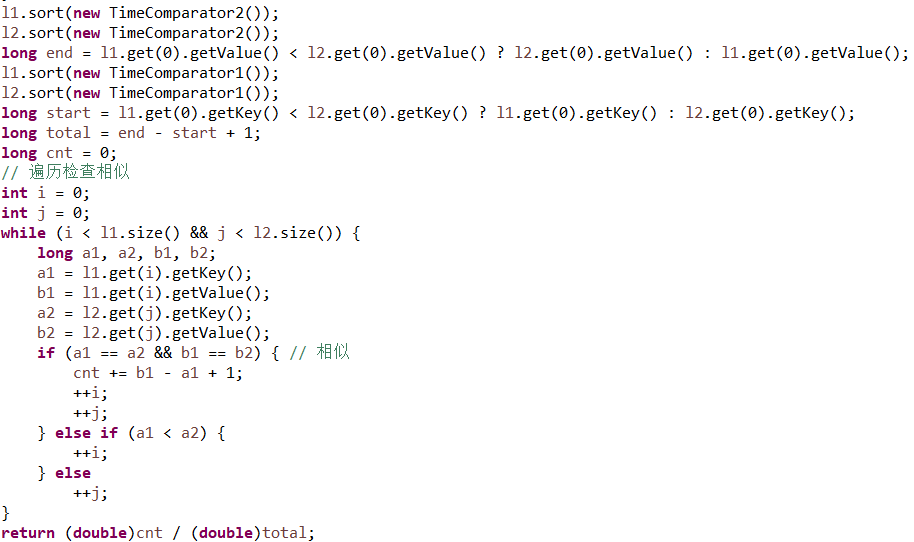 l1.sort(new TimeComparator2());
l2.sort(new TimeComparator2());
long end = l1.get(0).getValue() < l2.get(0).getValue() ? l2.get(0).getValue() : l1.get(0).getValue();
l1.sort(new TimeComparator1());
l2.sort(new TimeComparator1());
long start = l1.get(0).getKey() < l2.get(0).getKey() ? l1.get(0).getKey() : l2.get(0).getKey();
long total = end - start + 1;
long cnt = 0;
// 遍历检查相似
int i = 0;
int j = 0;
while (i < l1.size() && j < l2.size()) {
    long a1, a2, b1, b2;
    a1 = l1.get(i).getKey();
    b1 = l1.get(i).getValue();
    a2 = l2.get(j).getKey();
    b2 = l2.get(j).getValue();
    if (a1 == a2 && b1 == b2) { // 相似
        cnt += b1 - a1 + 1;
        ++i;
        ++j;
    } else if (a1 < a2) {
        ++i;
    } else
        ++j;
}
return (double)cnt / (double)total;